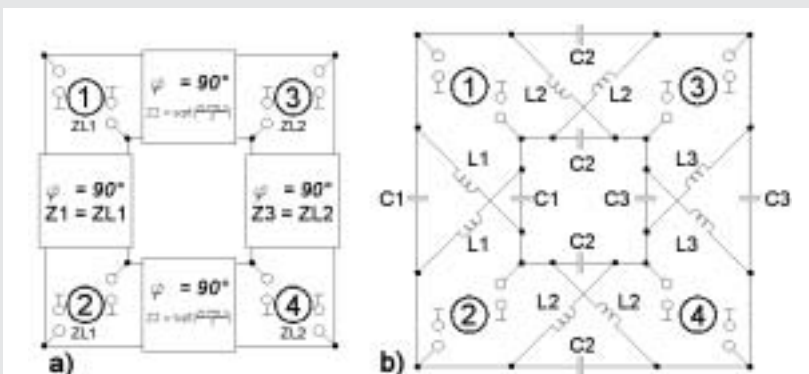 φ = 90°
1
3
ZL1
ZL2
φ = 90°
Z1 = ZL1
φ = 90°
Z3 = ZL2
φ = 90°
2
4
ZL1
ZL2
a)
C2
1
3
L2
L2
C2
L1
L3
C1
C1
C3
C3
L1
L3
C2
2
4
L2
L2
C2
b)